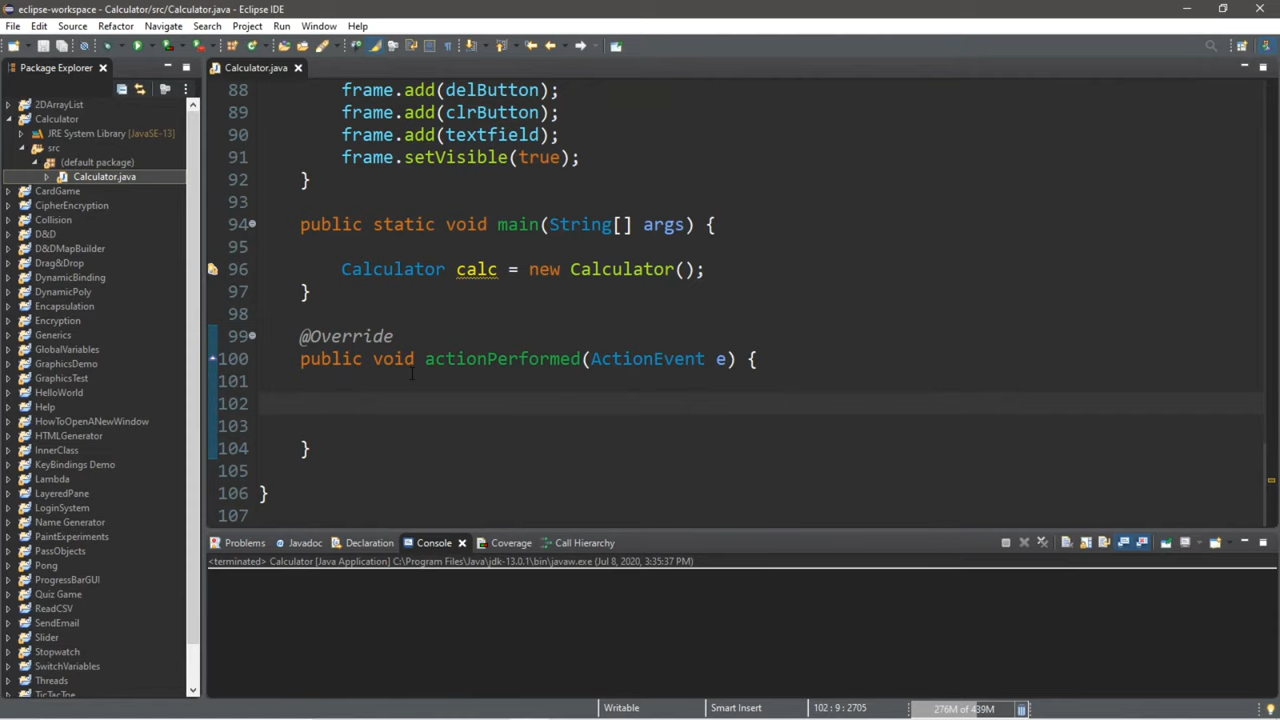 eclipse-workspace - Calculator/src/Calculator.java - Eclipse IDE
File Edit Source Refactor Navigate Search Project Run Window Help
Package Explorer
Calculator.java
2DArrayList
Calculator
JRE System Library [JavaSE-13]
src
(default package)
Calculator.java
CardGame
CipherEncryption
Collision
D&D
D&DMapBuilder
Drag&Drop
DynamicBinding
DynamicPoly
Encapsulation
Encryption
Generics
GlobalVariables
GraphicsDemo
GraphicsTest
HelloWorld
Help
HowToOpenANewWindow
HTMLGenerator
InnerClass
KeyBindings Demo
Lambda
LayeredPane
LoginSystem
Name Generator
PaintExperiments
PassObjects
Pong
ProgressBarGUI
Quiz Game
ReadCSV
SendEmail
Slider
Stopwatch
SwitchVariables
Threads
TicTacToe
88 frame.add(delButton);
89 frame.add(clrButton);
90 frame.add(textfield);
91 frame.setVisible(true);
92 }
93
94 public static void main(String[] args) {
95
96 Calculator calc = new Calculator();
97 }
98
99 @Override
100 public void actionPerformed(ActionEvent e) {
101
102
103
104 }
105
106 }
107
Problems Javadoc Declaration Console Coverage Call Hierarchy
<terminated> Calculator [Java Application] C:\Program Files\Java\jdk-13.0.1\bin\javaw.exe (Jul 8, 2020, 3:35:37 PM)
Writable Smart Insert 102 : 9 : 2705 276M of 439M